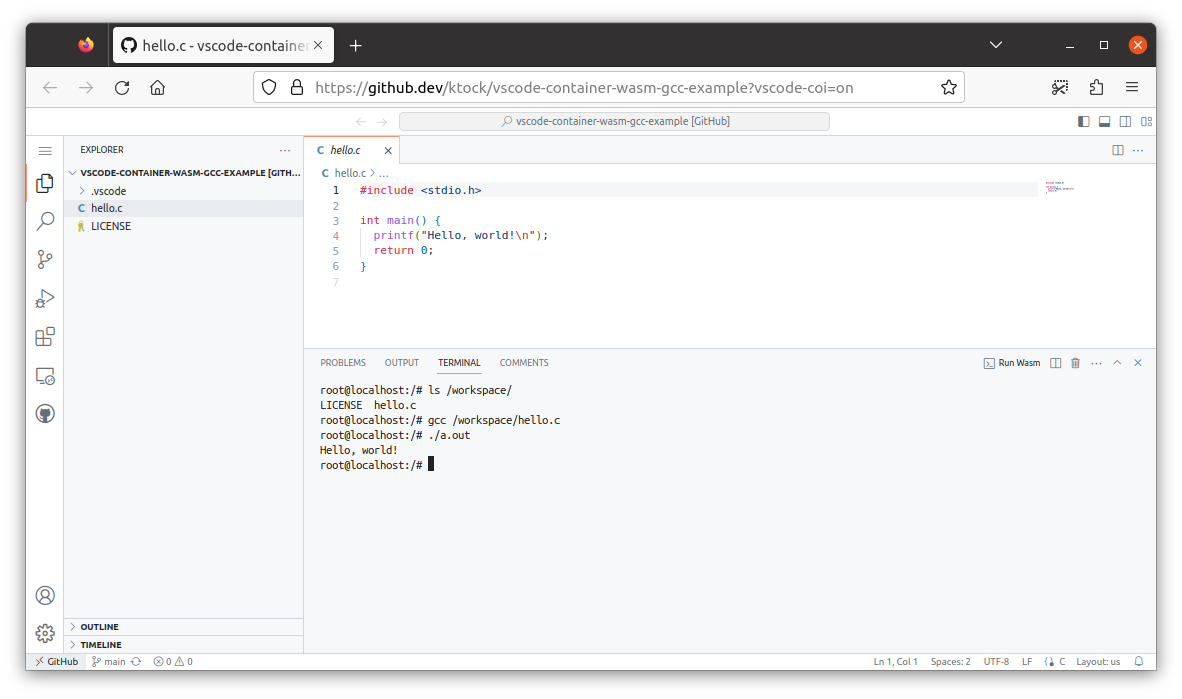 hello.c - vscode-container
https://github.dev/ktock/vscode-container-wasm-gcc-example?vscode-coi=on
vscode-container-wasm-gcc-example [GitHub]
EXPLORER
VSCODE-CONTAINER-WASM-GCC-EXAMPLE [GITH...
.vscode
C hello.c
LICENSE
OUTLINE
TIMELINE
C hello.c
C hello.c > ...
1 #include <stdio.h>
2
3 int main() {
4 printf("Hello, world!\n");
5 return 0;
6 }
7
PROBLEMS OUTPUT TERMINAL COMMENTS Run Wasm
root@localhost:/# ls /workspace/
LICENSE hello.c
root@localhost:/# gcc /workspace/hello.c
root@localhost:/# ./a.out
Hello, world!
root@localhost:/#
GitHub main 0 0 Ln 1, Col 1 Spaces: 2 UTF-8 LF C Layout: us